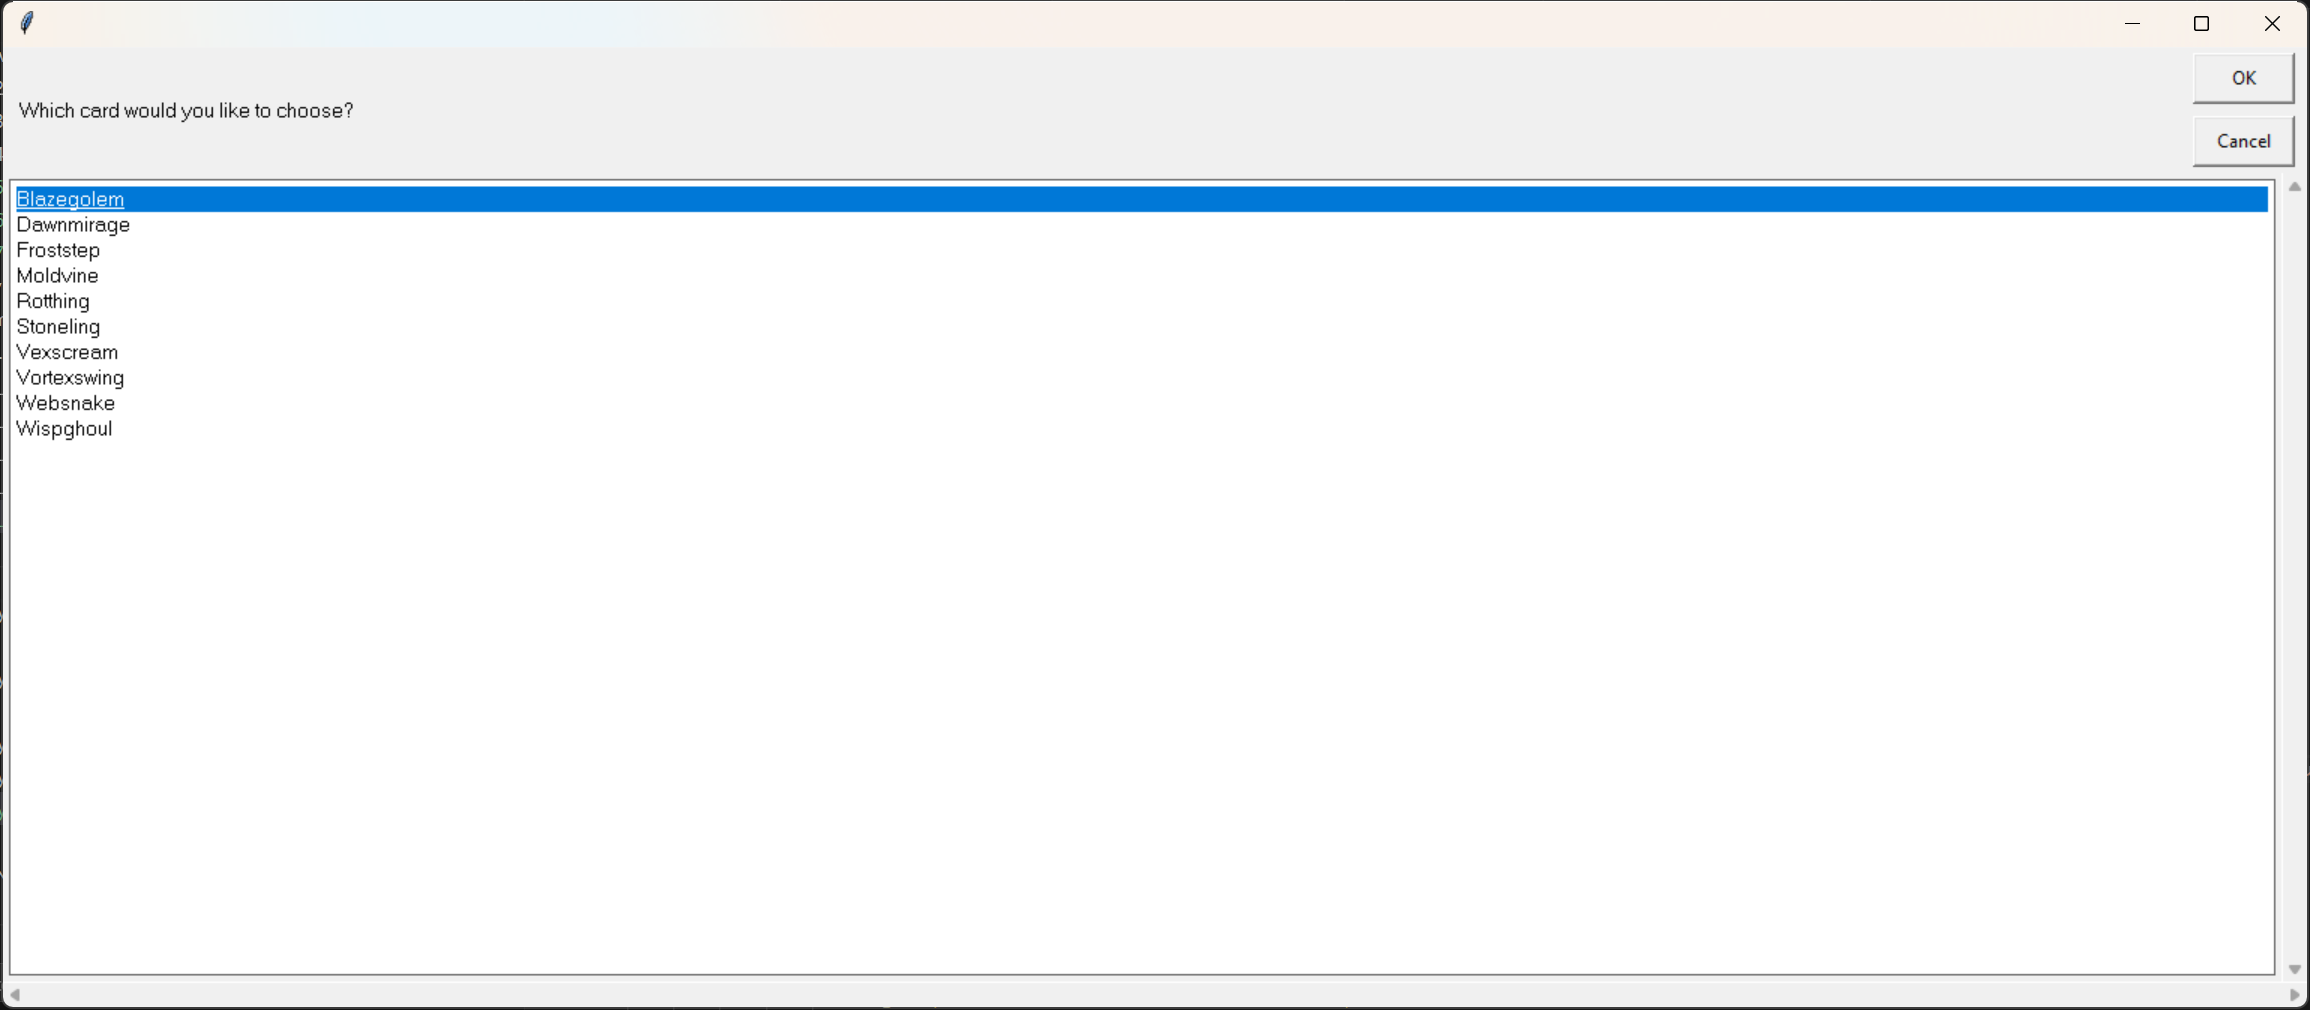 OK
Which card would you like to choose?
Cancel
Blazegolem
Dawnmirage
Froststep
Moldvine
Rotthing
Stoneling
Vexscream
Vortexswing
Websnake
Wispghoul